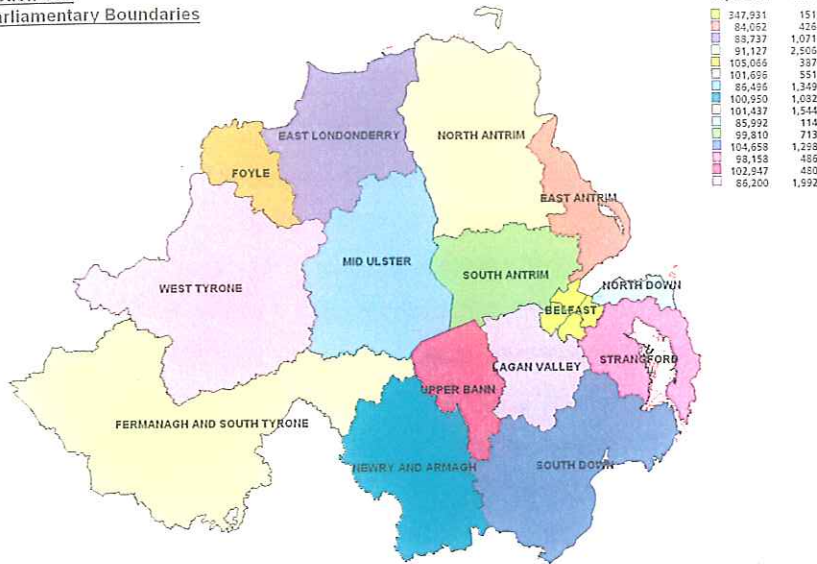 arliamentary Boundaries
347,931 151
84,062 426
88,737 1,071
91,127 2,506
105,066 387
101,696 551
86,496 1,349
100,950 1,032
101,437 1,544
85,992 114
99,810 713
104,658 1,298
98,158 486
102,947 480
86,200 1,992
EAST LONDONDERRY
NORTH ANTRIM
FOYLE
EAST ANTRIM
MID ULSTER
WEST TYRONE
SOUTH ANTRIM
NORTH DOWN
BELFAST
STRANGFORD
LAGAN VALLEY
UPPER BANN
FERMANAGH AND SOUTH TYRONE
NEWRY AND ARMAGH
SOUTH DOWN